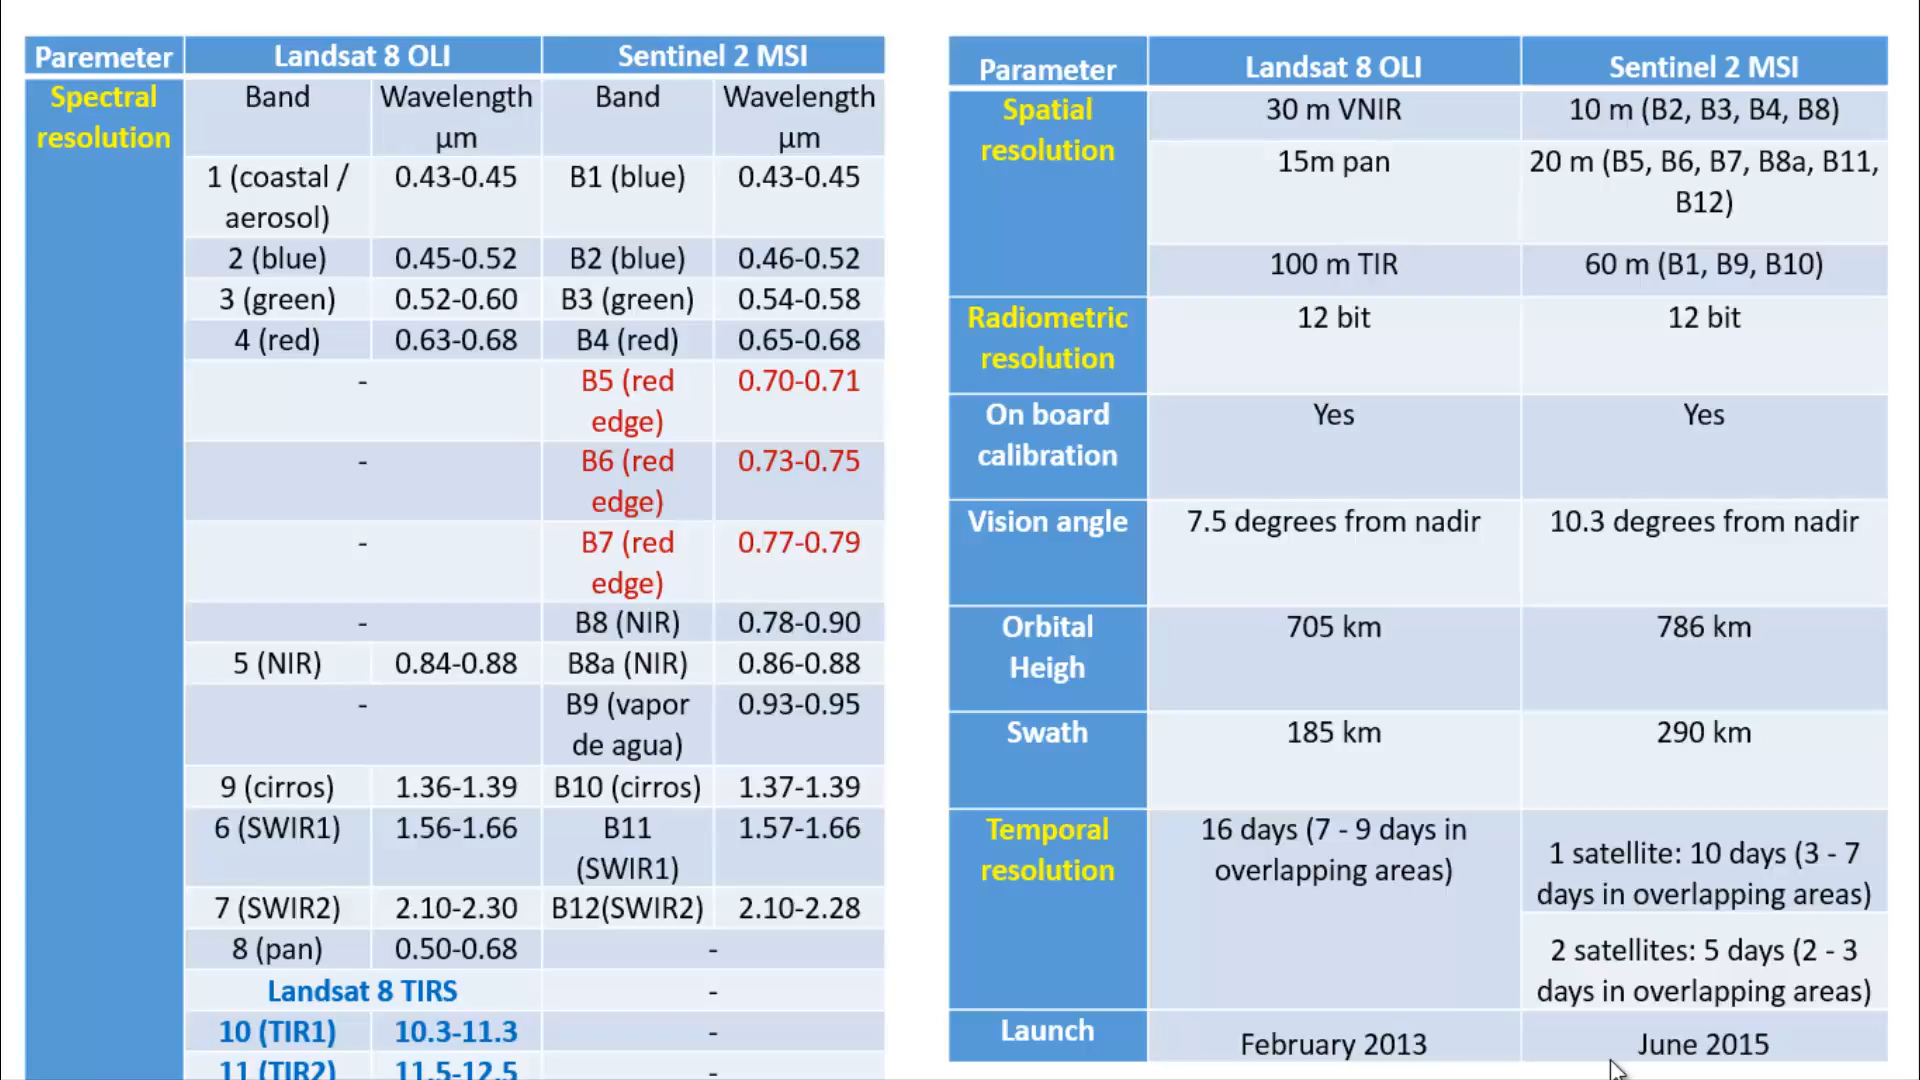 Paremeter Landsat 8 OLI Sentinel 2 MSI
Spectral resolution Band Wavelength µm Band Wavelength µm
1 (coastal / aerosol) 0.43-0.45 B1 (blue) 0.43-0.45
2 (blue) 0.45-0.52 B2 (blue) 0.46-0.52
3 (green) 0.52-0.60 B3 (green) 0.54-0.58
4 (red) 0.63-0.68 B4 (red) 0.65-0.68
- B5 (red edge) 0.70-0.71
- B6 (red edge) 0.73-0.75
- B7 (red edge) 0.77-0.79
- B8 (NIR) 0.78-0.90
5 (NIR) 0.84-0.88 B8a (NIR) 0.86-0.88
- B9 (vapor de agua) 0.93-0.95
9 (cirros) 1.36-1.39 B10 (cirros) 1.37-1.39
6 (SWIR1) 1.56-1.66 B11 (SWIR1) 1.57-1.66
7 (SWIR2) 2.10-2.30 B12(SWIR2) 2.10-2.28
8 (pan) 0.50-0.68 -
Landsat 8 TIRS -
10 (TIR1) 10.3-11.3 -
11 (TIR2) 11.5-12.5 -
Parameter Landsat 8 OLI Sentinel 2 MSI
Spatial resolution 30 m VNIR 10 m (B2, B3, B4, B8)
15m pan 20 m (B5, B6, B7, B8a, B11, B12)
100 m TIR 60 m (B1, B9, B10)
Radiometric resolution 12 bit 12 bit
On board calibration Yes Yes
Vision angle 7.5 degrees from nadir 10.3 degrees from nadir
Orbital Heigh 705 km 786 km
Swath 185 km 290 km
Temporal resolution 16 days (7 - 9 days in overlapping areas) 1 satellite: 10 days (3 - 7 days in overlapping areas)
2 satellites: 5 days (2 - 3 days in overlapping areas)
Launch February 2013 June 2015